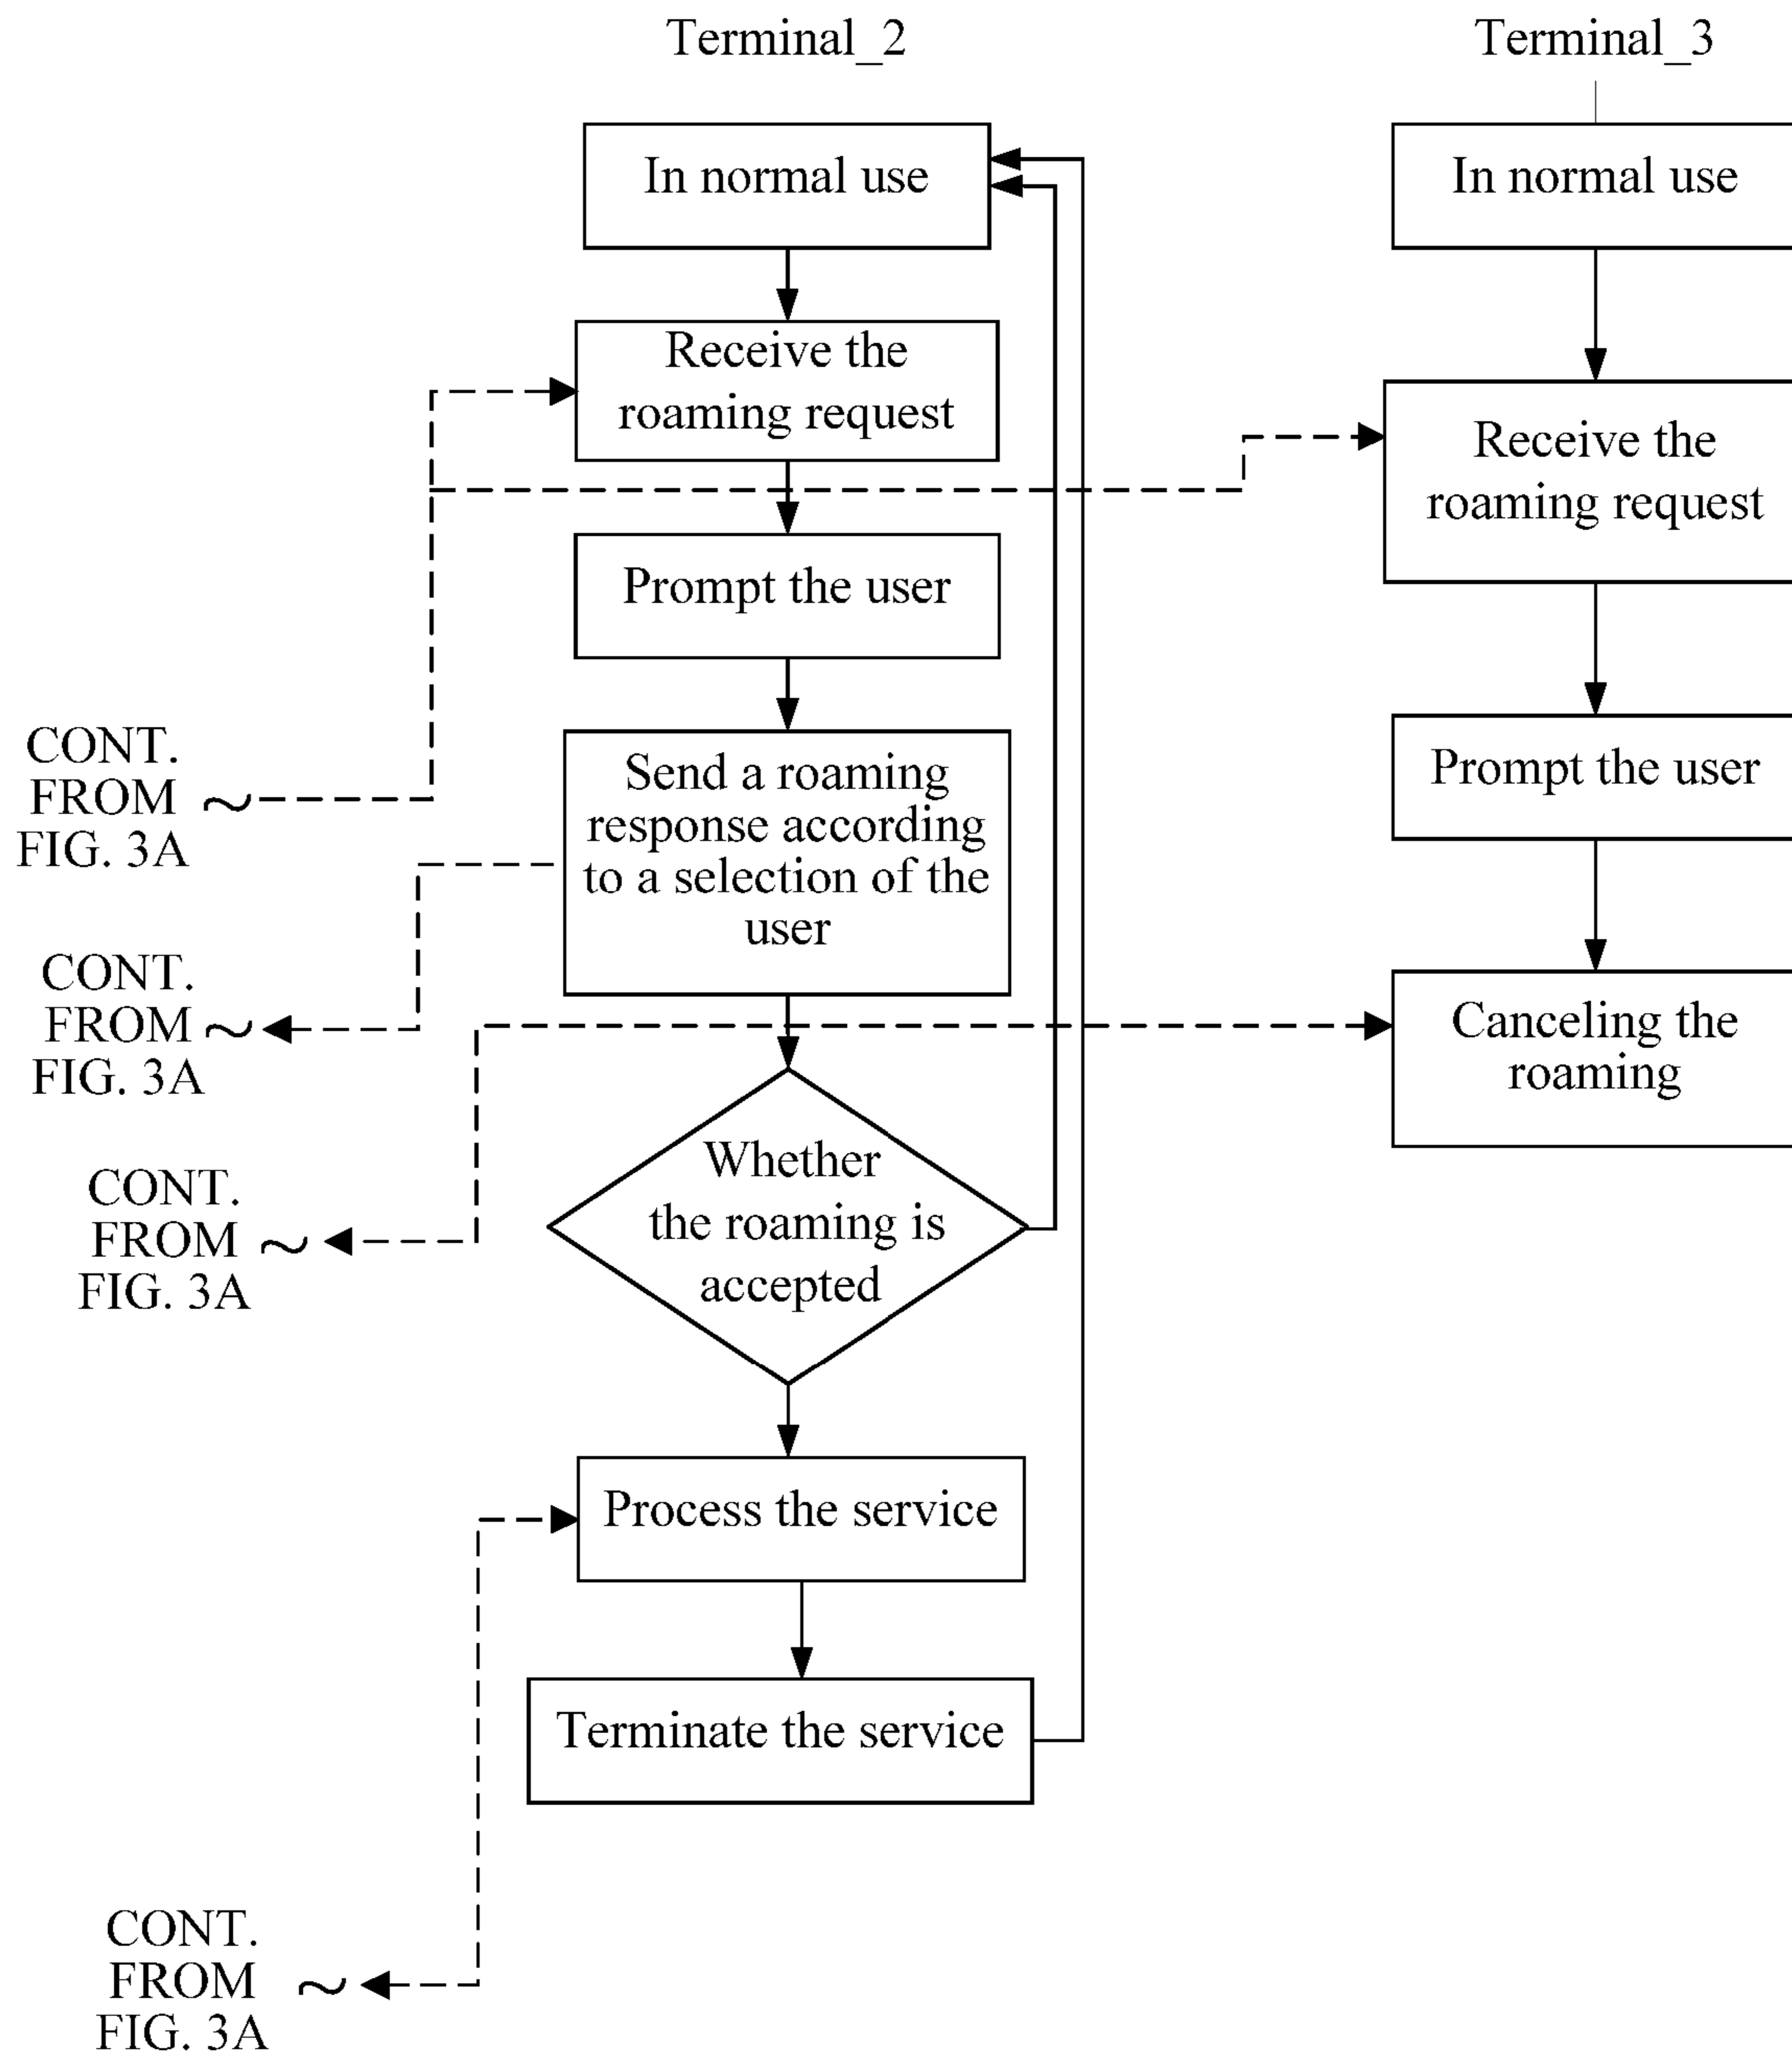 Terminal_2
In normal use
Receive the
roaming request
Prompt the user
Send a roaming
response according
to a selection of the
user
Whether
the roaming is
accepted
Process the service
Terminate the service
Terminal_3
In normal use
Receive the
roaming request
Prompt the user
Canceling the
roaming
CONT.
FROM ~
FIG. 3A
CONT.
FROM ~
FIG. 3A
CONT.
FROM ~
FIG. 3A
CONT.
FROM ~
FIG. 3A